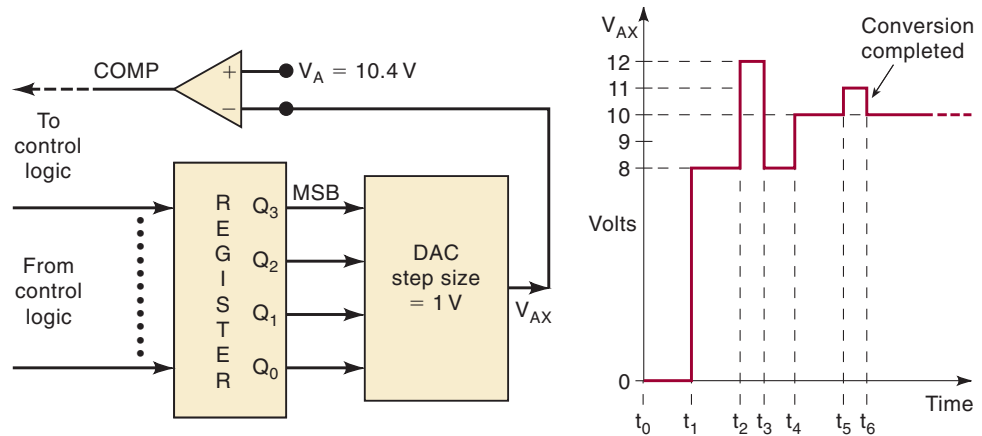 COMP
+
V_A = 10.4 V
−
To
control
logic
R
E
G
I
S
T
E
R
Q₃
MSB
Q₂
Q₁
Q₀
From
control
logic
DAC
step size
= 1 V
V_AX
V_AX
Conversion
completed
12
11
10
9
8
Volts
0
Time
t₀
t₁
t₂
t₃
t₄
t₅
t₆